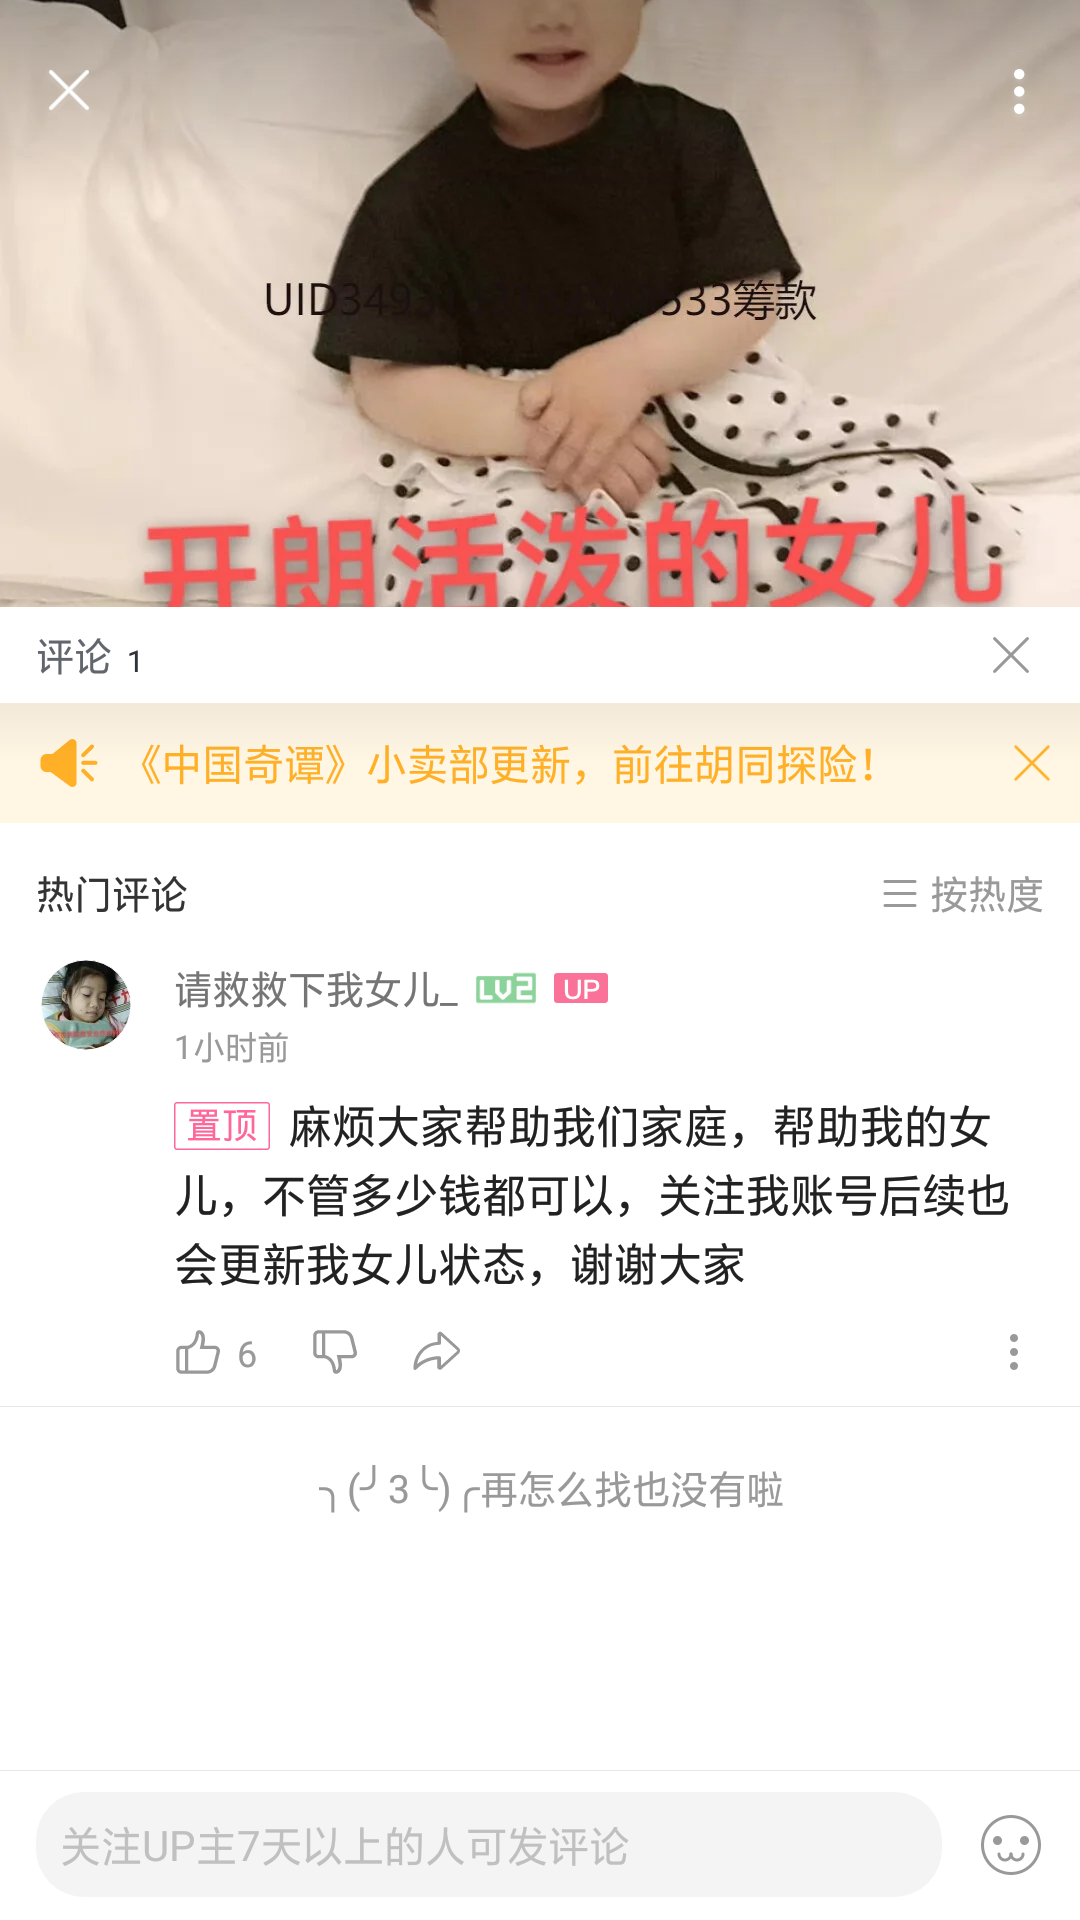 UID349 533筹款
开朗活泼的女儿
评论 1
《中国奇谭》小卖部更新，前往胡同探险！
热门评论
按热度
请救救下我女儿_ LV2 UP
1小时前
置顶 麻烦大家帮助我们家庭，帮助我的女
儿，不管多少钱都可以，关注我账号后续也
会更新我女儿状态，谢谢大家
6
╮(╯3╰)╭再怎么找也没有啦
关注UP主7天以上的人可发评论